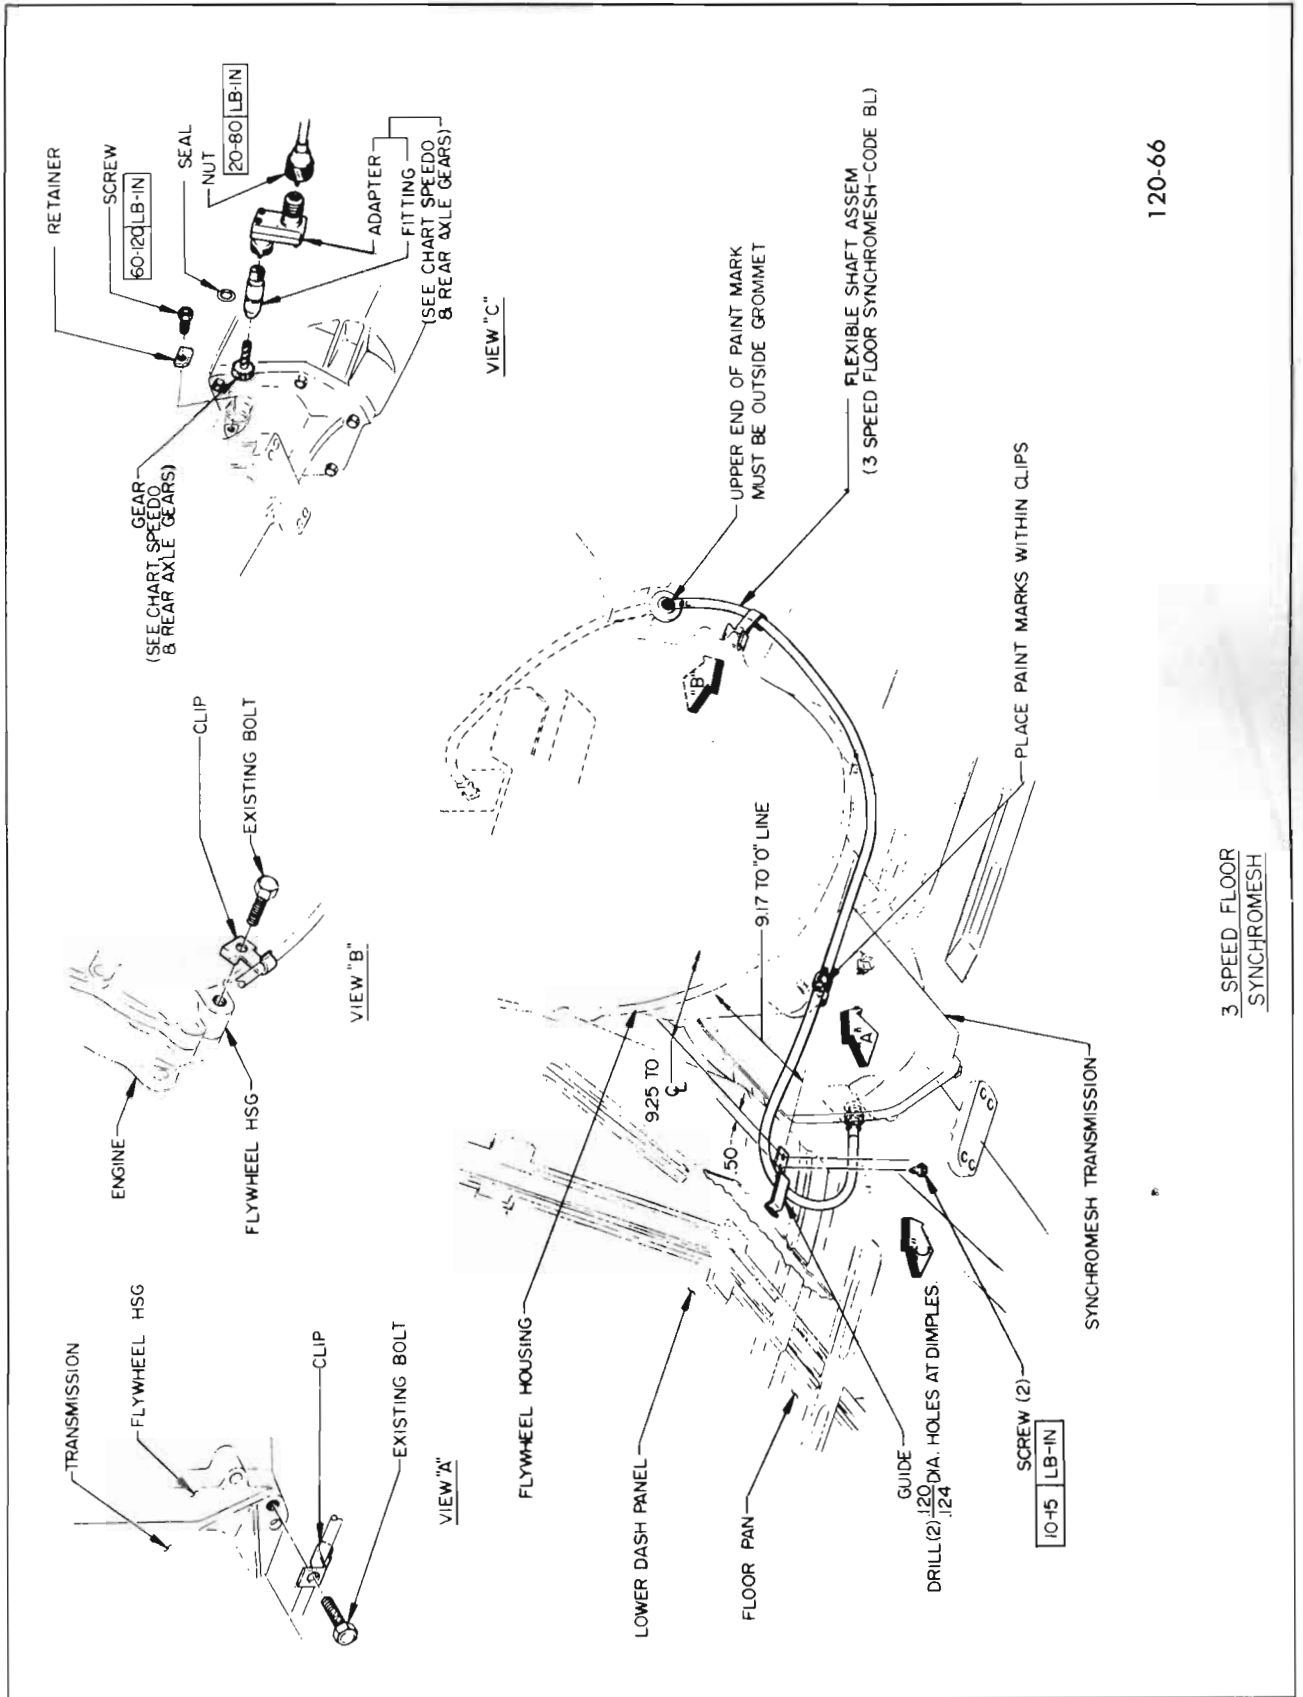 TRANSMISSION
FLYWHEEL HSG
CLIP
EXISTING BOLT
VIEW "A"
ENGINE
FLYWHEEL HSG
CLIP
EXISTING BOLT
VIEW "B"
RETAINER
SCREW
60-120 LB-IN
SEAL
NUT
20-80 LB-IN
GEAR
(SEE CHART SPEEDO
& REAR AXLE GEARS)
ADAPTER
FITTING
(SEE CHART SPEEDO
& REAR AXLE GEARS)
VIEW "C"
FLYWHEEL HOUSING
LOWER DASH PANEL
FLOOR PAN
GUIDE
DRILL (2) .120 DIA. HOLES AT DIMPLES.
.124
SCREW (2)
10-15 LB-IN
9.25 TO
℄
.50
9.17 TO "O" LINE
"A"
"B"
"C"
UPPER END OF PAINT MARK
MUST BE OUTSIDE GROMMET
FLEXIBLE SHAFT ASSEM
(3 SPEED FLOOR SYNCHROMESH-CODE BL)
PLACE PAINT MARKS WITHIN CLIPS
SYNCHROMESH TRANSMISSION
3 SPEED FLOOR
SYNCHROMESH
120-66